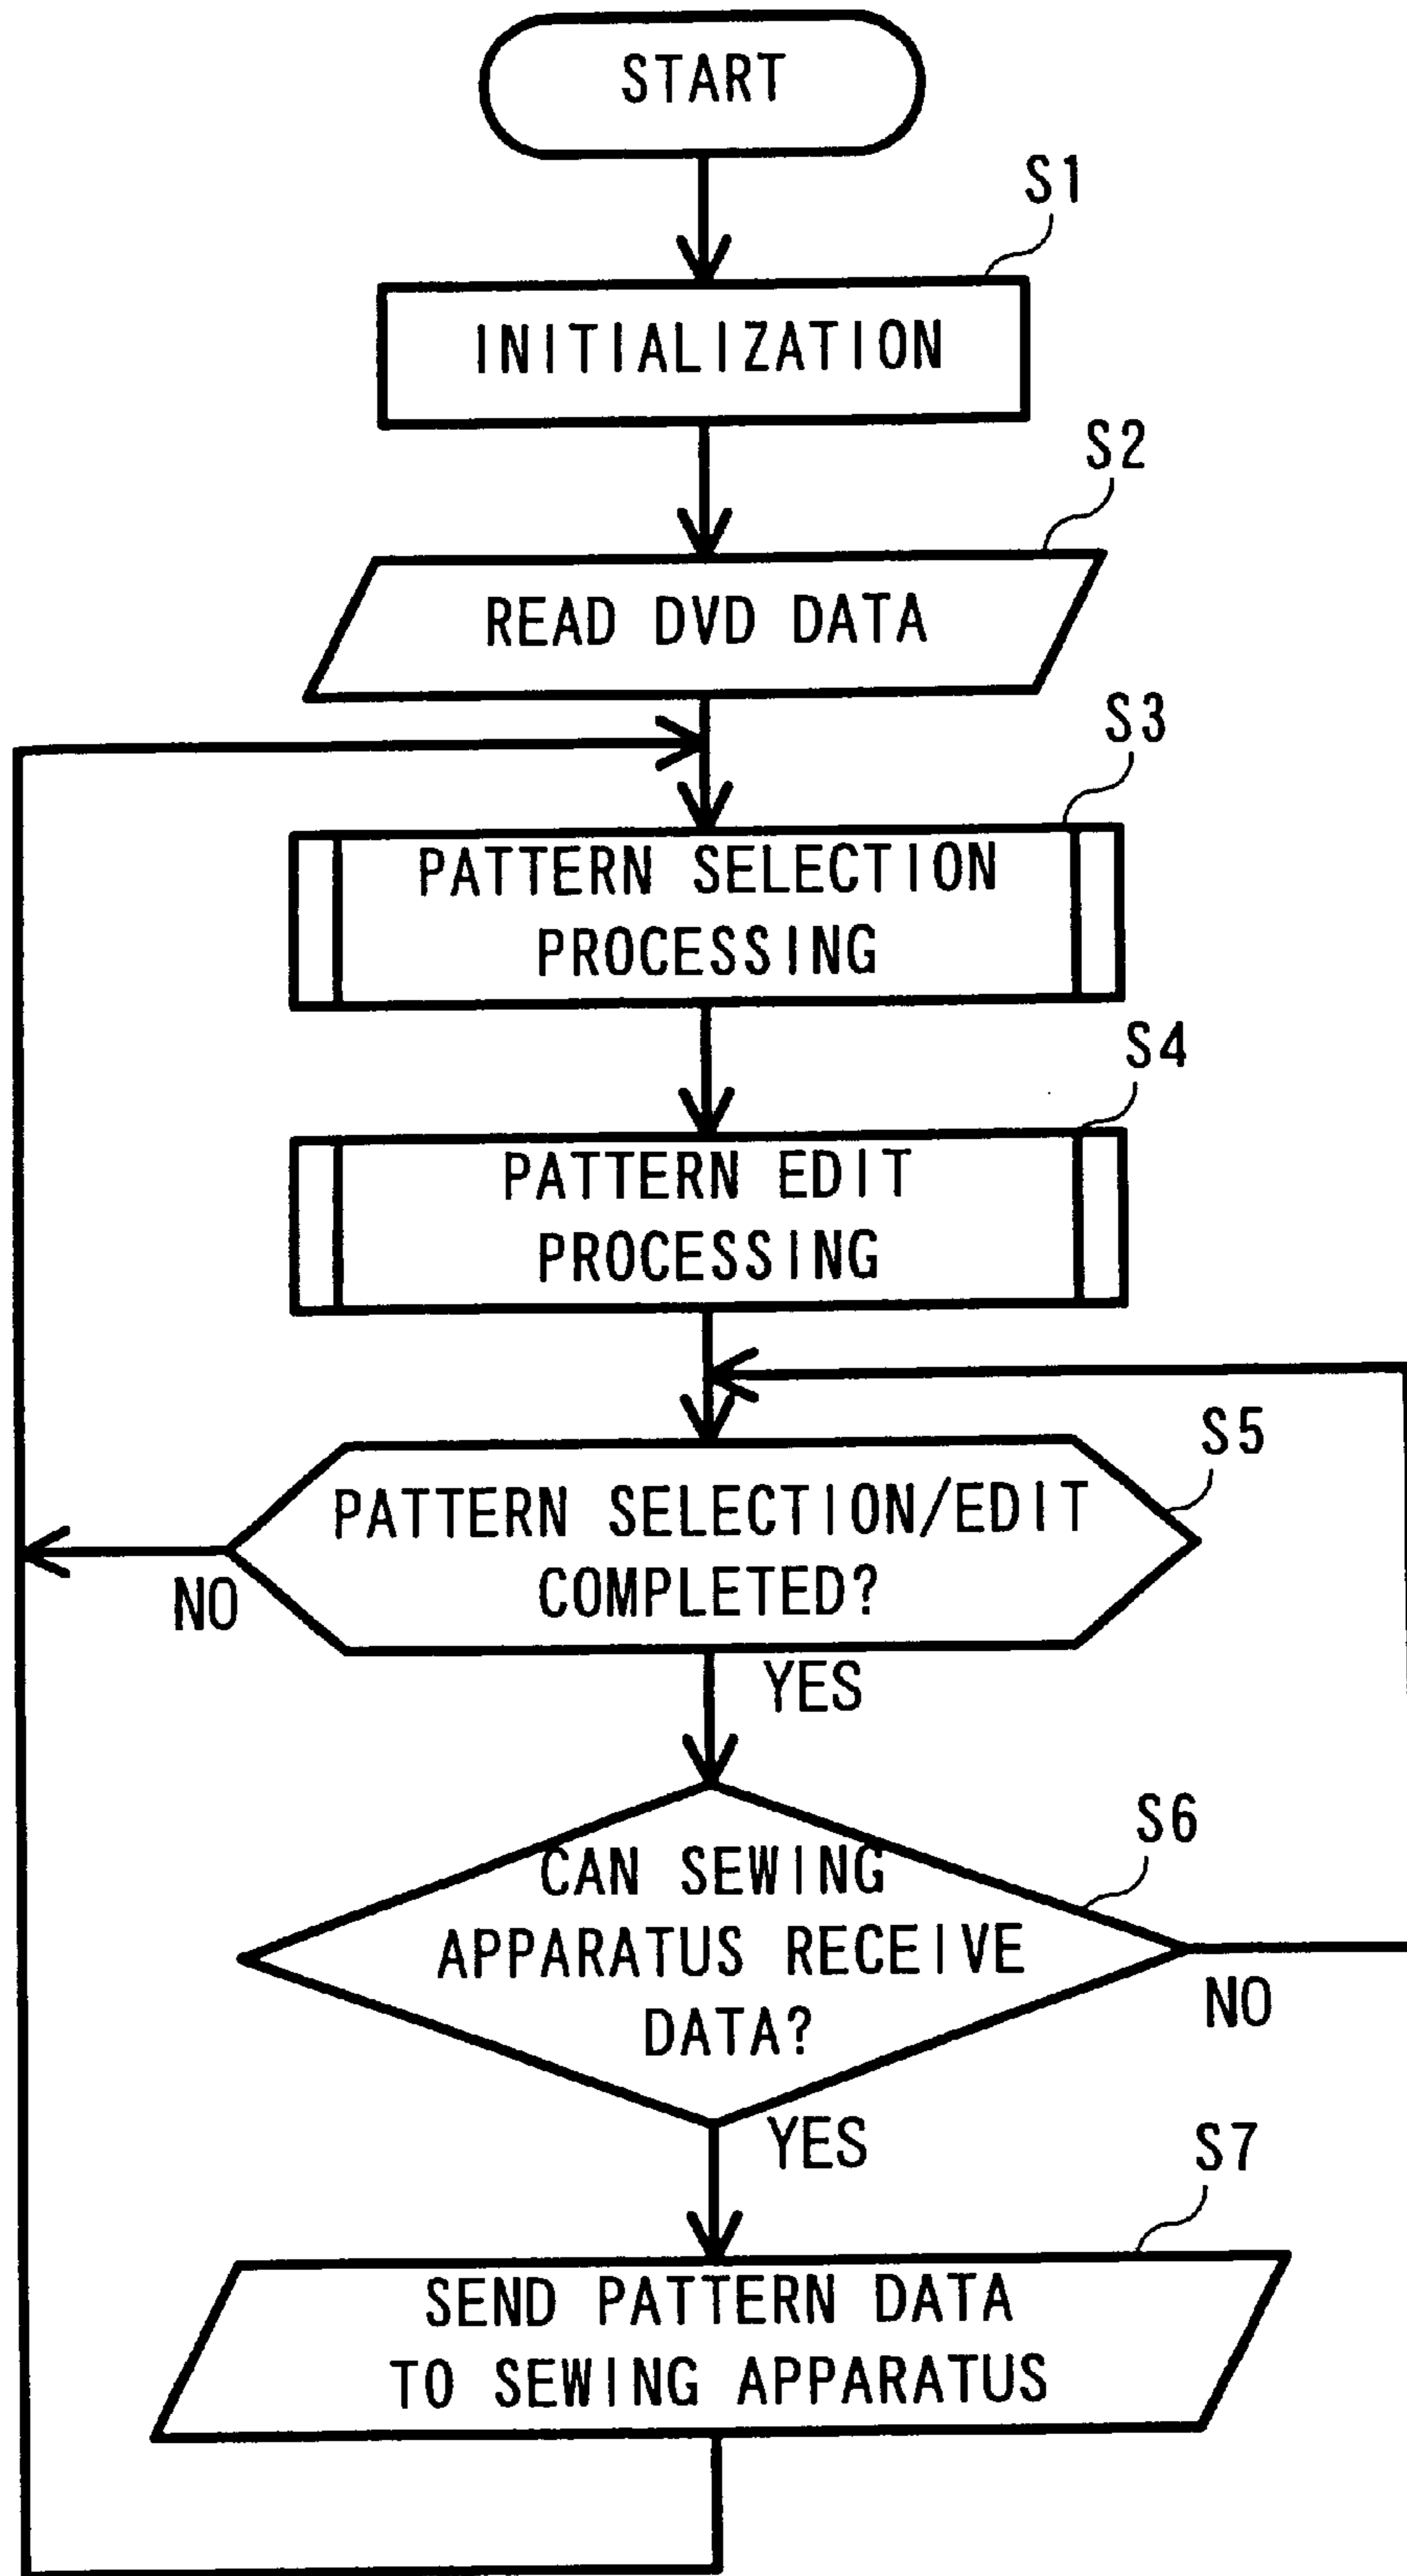 START
S1
INITIALIZATION
S2
READ DVD DATA
S3
PATTERN SELECTION
PROCESSING
S4
PATTERN EDIT
PROCESSING
S5
PATTERN SELECTION/EDIT
COMPLETED?
NO
YES
S6
CAN SEWING
APPARATUS RECEIVE
DATA?
NO
YES
S7
SEND PATTERN DATA
TO SEWING APPARATUS